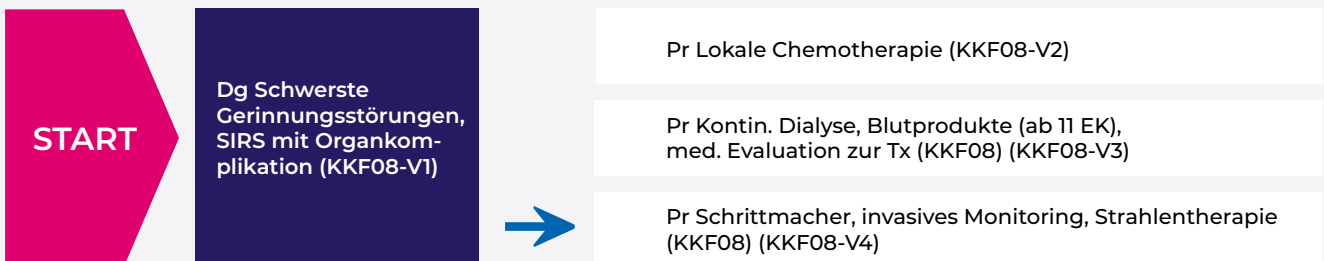 START
Dg Schwerste
Gerinnungsstörungen,
SIRS mit Organkom-
plikation (KKF08-V1)
Pr Lokale Chemotherapie (KKF08-V2)
Pr Kontin. Dialyse, Blutprodukte (ab 11 EK),
med. Evaluation zur Tx (KKF08) (KKF08-V3)
Pr Schrittmacher, invasives Monitoring, Strahlentherapie
(KKF08) (KKF08-V4)